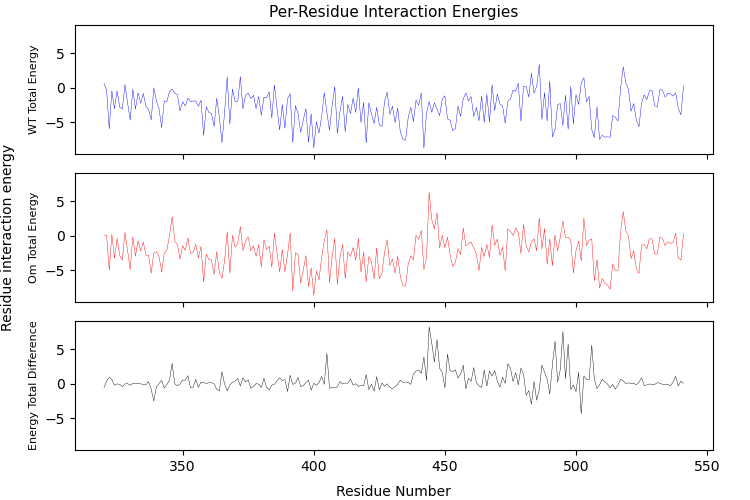 Per-Residue Interaction Energies
Residue interaction energy
WT Total Energy
5
0
−5
Om Total Energy
5
0
−5
Energy Total Difference
5
0
−5
350 400 450 500 550
Residue Number